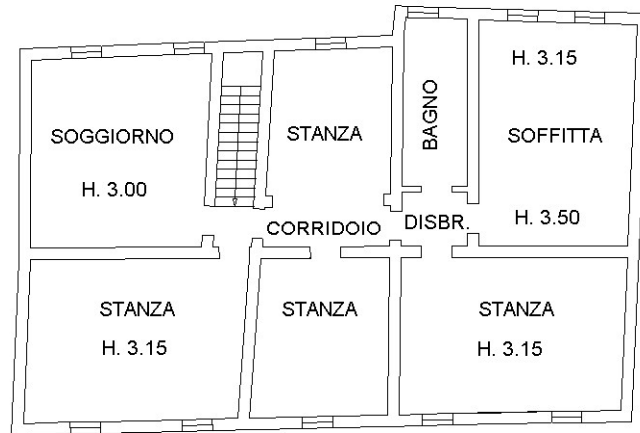 H. 3.15
SOGGIORNO
STANZA
BAGNO
SOFFITTA
H. 3.00
H. 3.50
CORRIDOIO
DISBR.
STANZA
H. 3.15
STANZA
STANZA
H. 3.15